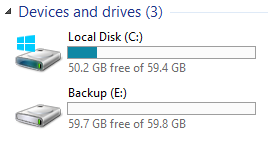 Devices and drives (3)
Local Disk (C:)
50.2 GB free of 59.4 GB
Backup (E:)
59.7 GB free of 59.8 GB